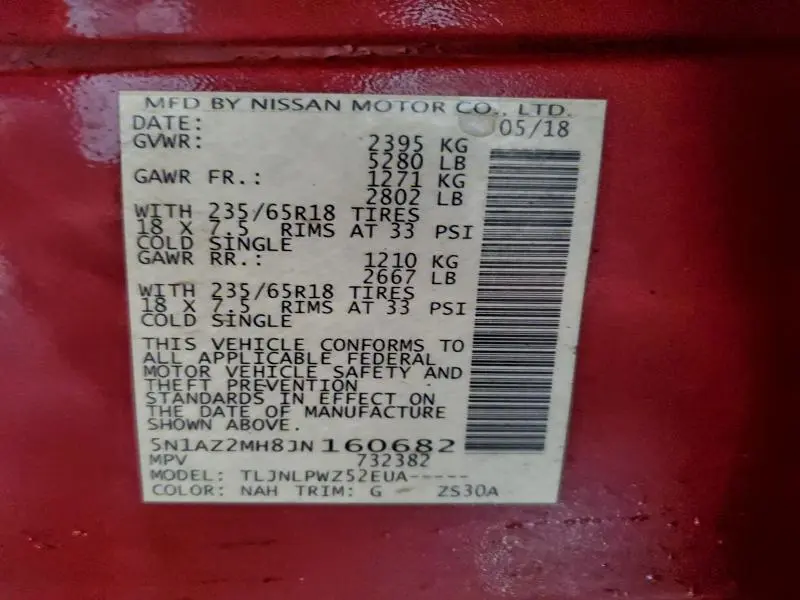 MFD BY NISSAN MOTOR CO., LTD.
DATE: 05/18
GVWR: 2395 KG
5280 LB
GAWR FR.: 1271 KG
2802 LB
WITH 235/65R18 TIRES
18 X 7.5 RIMS AT 33 PSI
COLD SINGLE
GAWR RR.: 1210 KG
2667 LB
WITH 235/65R18 TIRES
18 X 7.5 RIMS AT 33 PSI
COLD SINGLE
THIS VEHICLE CONFORMS TO
ALL APPLICABLE FEDERAL
MOTOR VEHICLE SAFETY AND
THEFT PREVENTION
STANDARDS IN EFFECT ON
THE DATE OF MANUFACTURE
SHOWN ABOVE.
5N1AZ2MH8JN160682
MPV 732382
MODEL: TLJNLPWZ52EUA-----
COLOR: NAH TRIM: G ZS30A